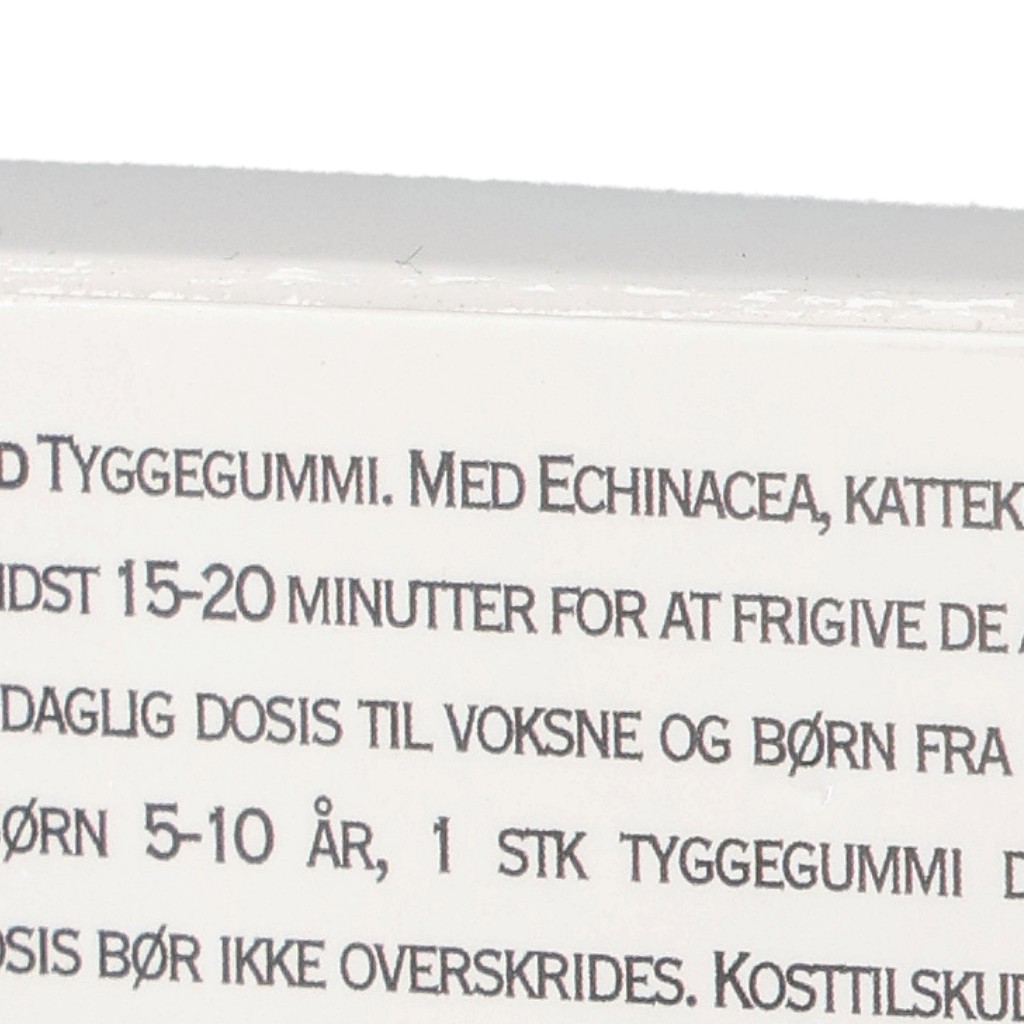 D TYGGEGUMMI. MED ECHINACEA, KATTEK
IDST 15-20 MINUTTER FOR AT FRIGIVE DE
DAGLIG DOSIS TIL VOKSNE OG BØRN FRA
ØRN 5-10 ÅR, 1 STK TYGGEGUMMI D
OSIS BØR IKKE OVERSKRIDES. KOSTTILSKUD